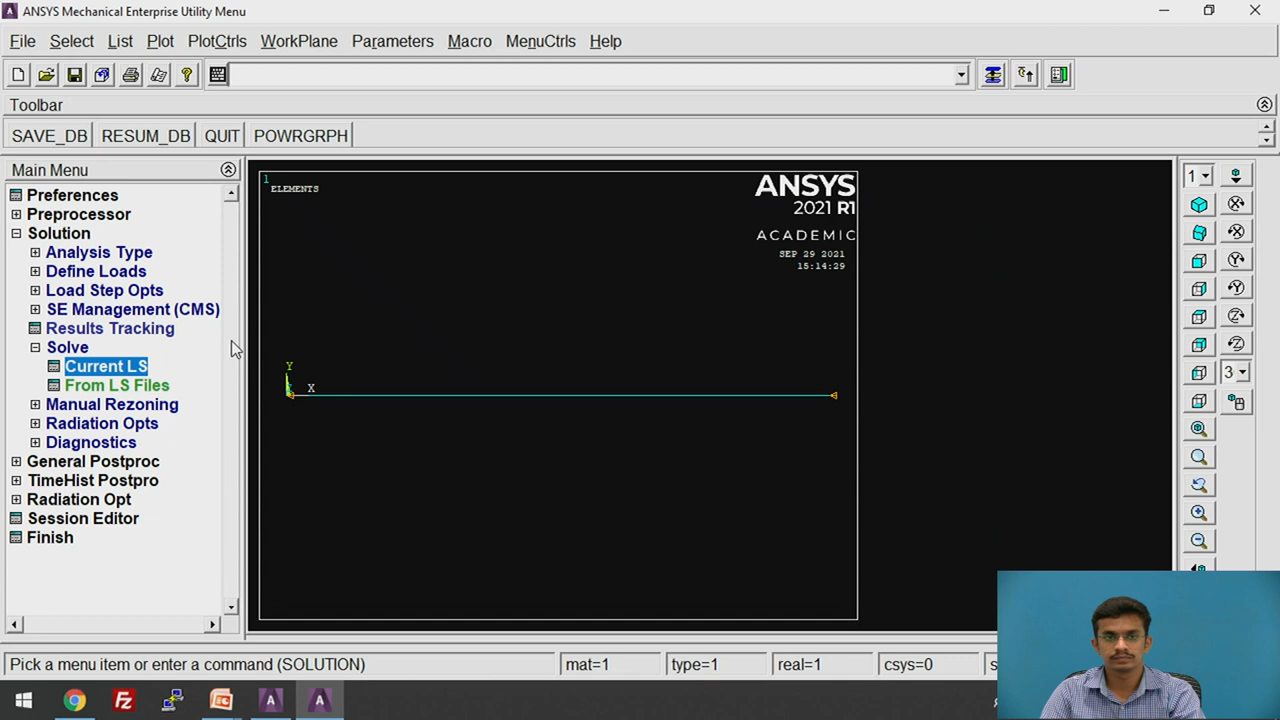 ANSYS Mechanical Enterprise Utility Menu
File Select List Plot PlotCtrls WorkPlane Parameters Macro MenuCtrls Help
Toolbar
SAVE_DB RESUM_DB QUIT POWRGRPH
Main Menu
Preferences
Preprocessor
Solution
Analysis Type
Define Loads
Load Step Opts
SE Management (CMS)
Results Tracking
Solve
Current LS
From LS Files
Manual Rezoning
Radiation Opts
Diagnostics
General Postproc
TimeHist Postpro
Radiation Opt
Session Editor
Finish
1
ELEMENTS
ANSYS
2021 R1
ACADEMIC
SEP 29 2021
15:14:29
Y
X
1
3
Pick a menu item or enter a command (SOLUTION) mat=1 type=1 real=1 csys=0